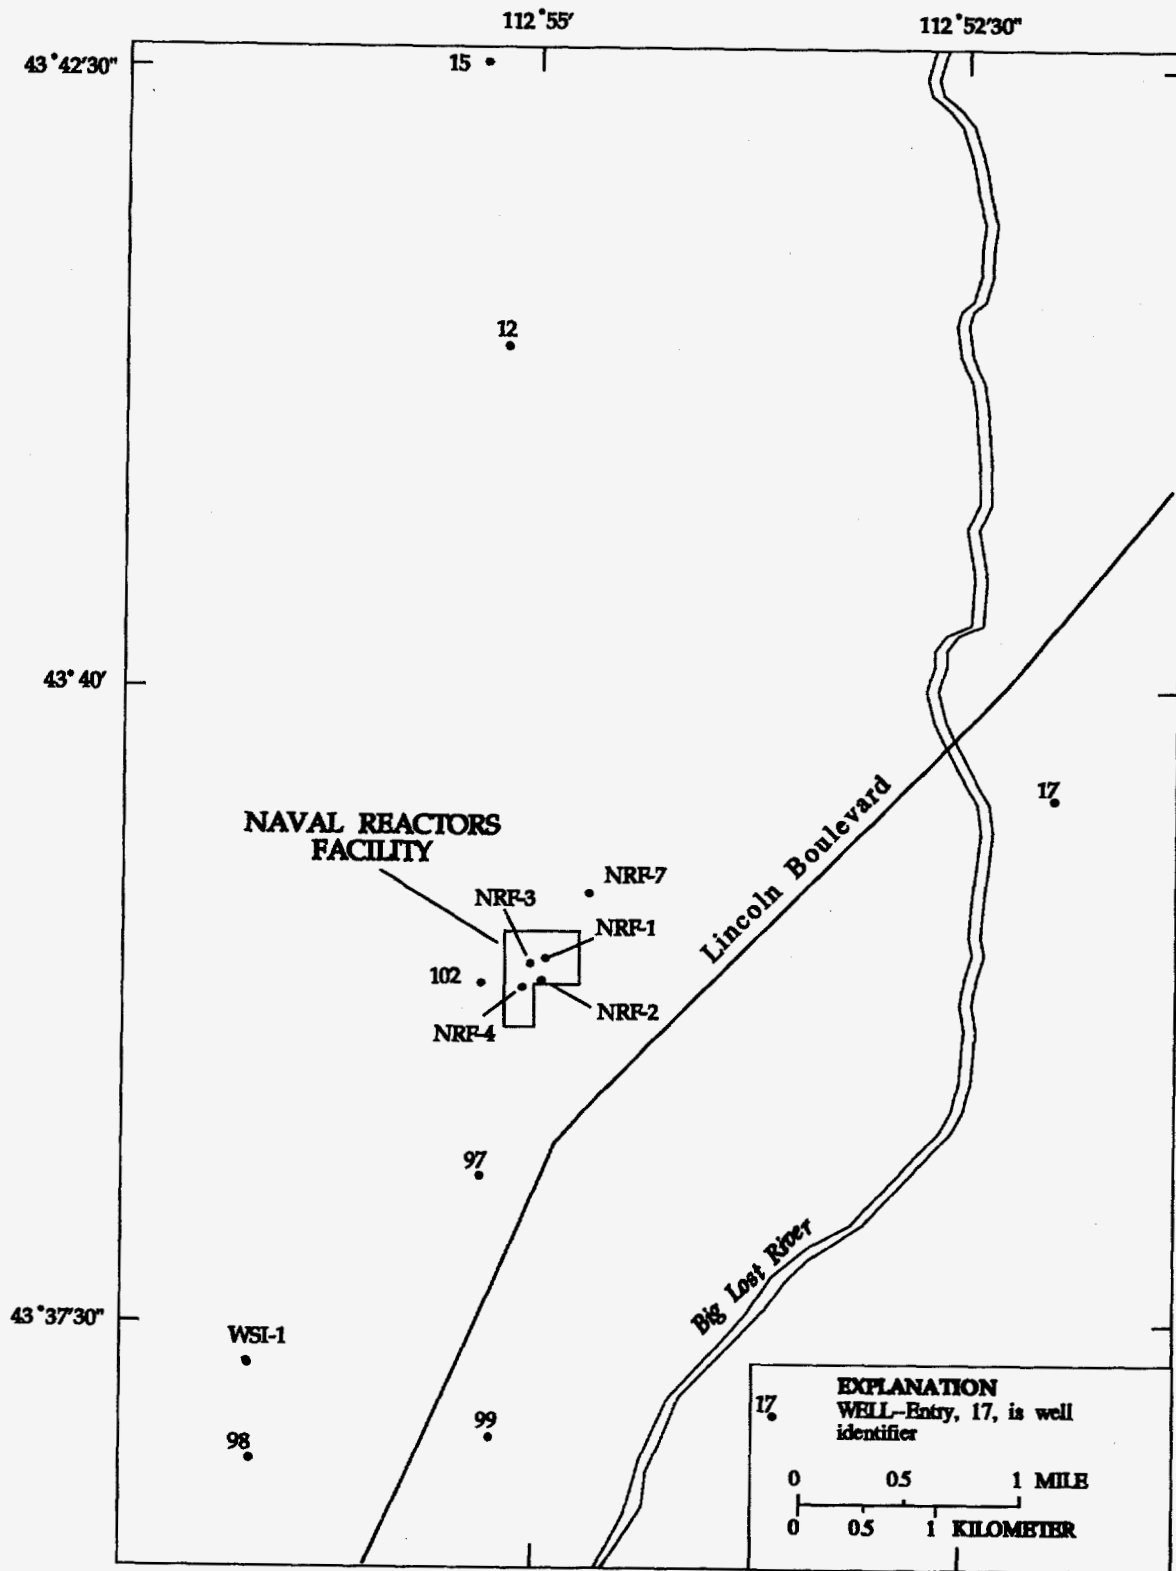 112°55′
112°52′30"
43°42′30"
15
12
43°40′
17
NAVAL REACTORS
FACILITY
Lincoln Boulevard
NRF-7
NRF-3
NRF-1
102
NRF-2
NRF-4
97
Big Lost River
43°37′30"
WSI-1
99
98
EXPLANATION
17
WELL--Entry, 17, is well
identifier
0 0.5 1 MILE
0 0.5 1 KILOMETER